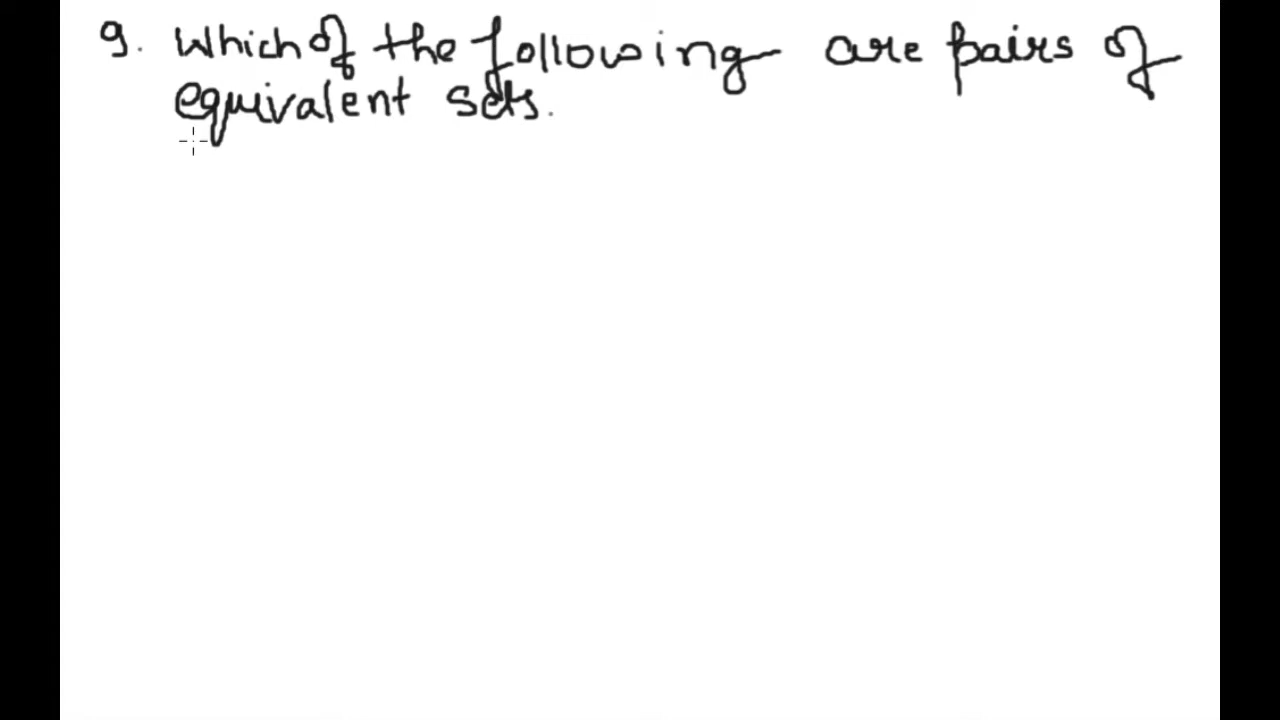 9. Which of the following are pairs of
equivalent sets.